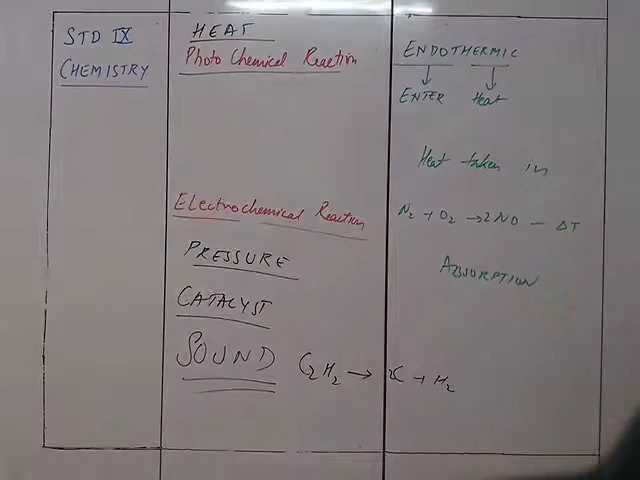 STD IX
CHEMISTRY
HEAT
Photo Chemical Reaction
Electrochemical Reaction
PRESSURE
CATALYST
SOUND C₂H₂ → 2C + H₂
ENDOTHERMIC
↓ ↓
ENTER Heat
Heat taken in
N₂ + O₂ → 2NO - ΔT
ABSORPTION